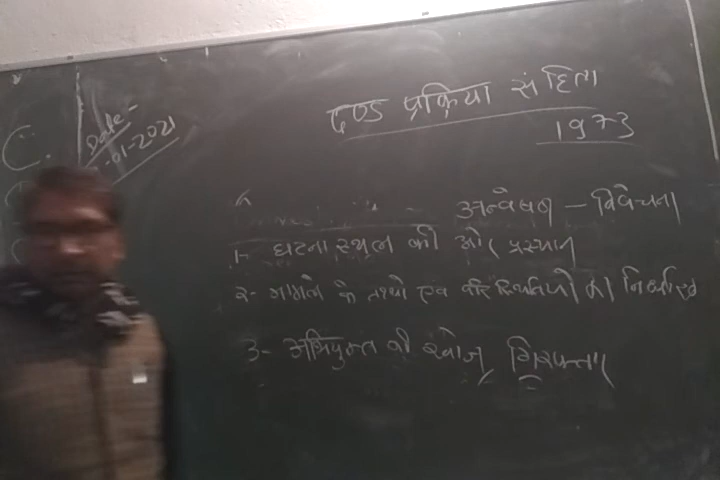 दण्ड प्रक्रिया संहिता
1973
Date-
-01-2021
C.
अन्वेषण - विवेचना
1- घटना स्थल की ओर प्रस्थान
२- मामले के तथ्यो एवं परिस्थितियो का निर्धारण
3- अभियुक्त की खोज, गिरफ्तार